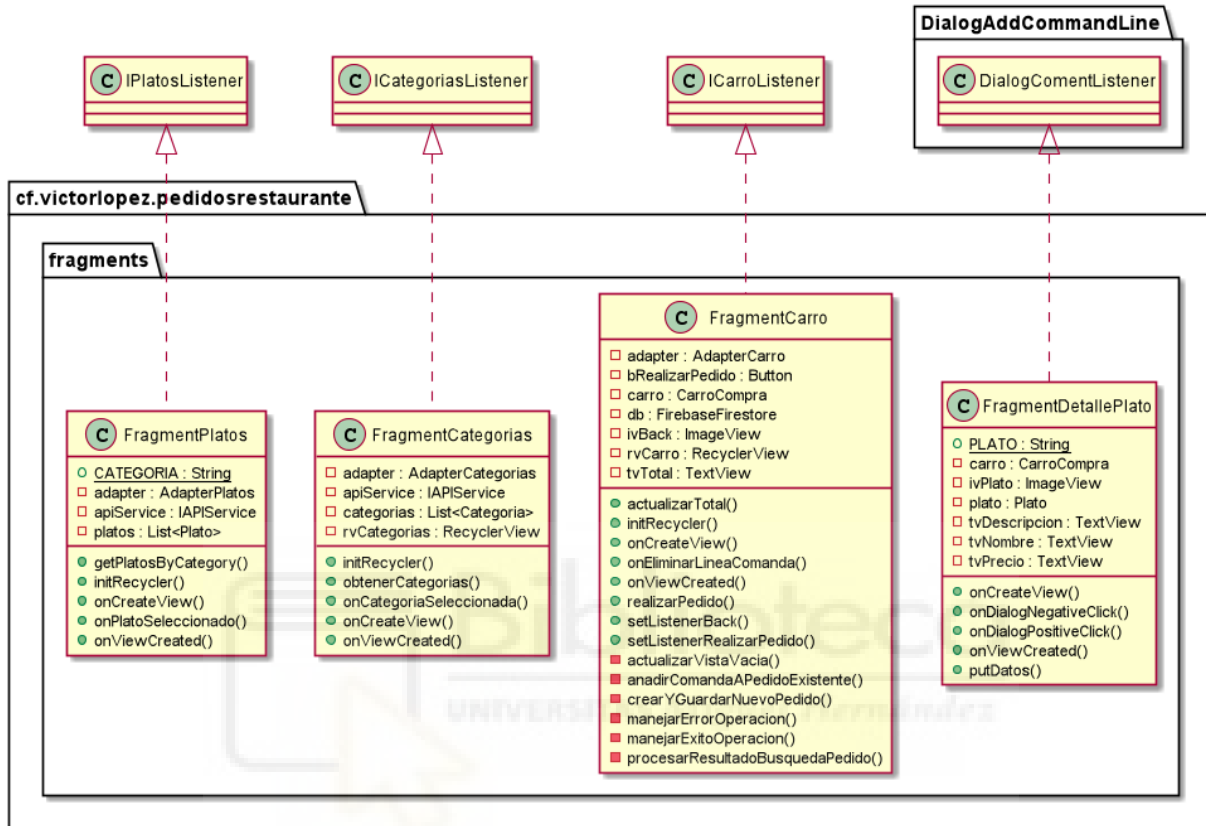 DialogAddCommandLine
C IPlatosListener
C ICategoriasListener
C ICarroListener
C DialogComentListener
cf.victorlopez.pedidosrestaurante
fragments
C FragmentPlatos
CATEGORIA : String
adapter : AdapterPlatos
apiService : IAPIService
platos : List<Plato>
getPlatosByCategory()
initRecycler()
onCreateView()
onPlatoSeleccionado()
onViewCreated()
C FragmentCategorias
adapter : AdapterCategorias
apiService : IAPIService
categorias : List<Categoria>
rvCategorias : RecyclerView
initRecycler()
obtenerCategorias()
onCategoriaSeleccionada()
onCreateView()
onViewCreated()
C FragmentCarro
adapter : AdapterCarro
bRealizarPedido : Button
carro : CarroCompra
db : FirebaseFirestore
ivBack : ImageView
rvCarro : RecyclerView
tvTotal : TextView
actualizarTotal()
initRecycler()
onCreateView()
onEliminarLineaComanda()
onViewCreated()
realizarPedido()
setListenerBack()
setListenerRealizarPedido()
actualizarVistaVacia()
anadirComandaAPedidoExistente()
crearYGuardarNuevoPedido()
manejarErrorOperacion()
manejarExitoOperacion()
procesarResultadoBusquedaPedido()
C FragmentDetallePlato
PLATO : String
carro : CarroCompra
ivPlato : ImageView
plato : Plato
tvDescripcion : TextView
tvNombre : TextView
tvPrecio : TextView
onCreateView()
onDialogNegativeClick()
onDialogPositiveClick()
onViewCreated()
putDatos()
Biblioteca